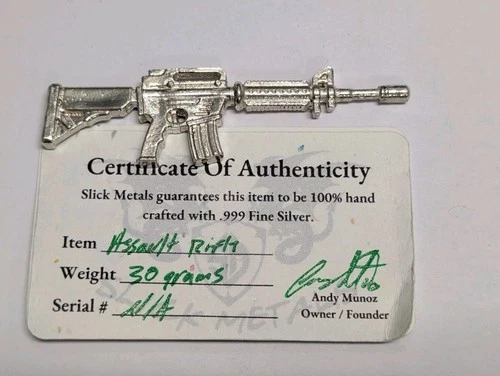 Certificate Of Authenticity
Slick Metals guarantees this item to be 100% hand
crafted with .999 Fine Silver.
Item Assault Rifle
Weight 30 grams
Serial # N/A
Andy Munoz
Owner / Founder